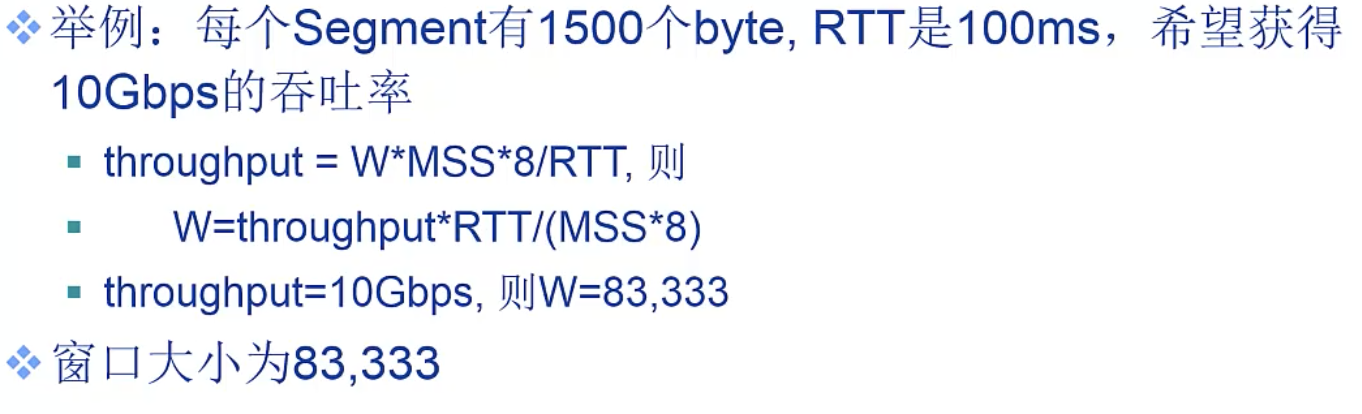 举例：每个Segment有1500个byte, RTT是100ms，希望获得
10Gbps的吞吐率
throughput = W*MSS*8/RTT, 则
W=throughput*RTT/(MSS*8)
throughput=10Gbps, 则W=83,333
窗口大小为83,333